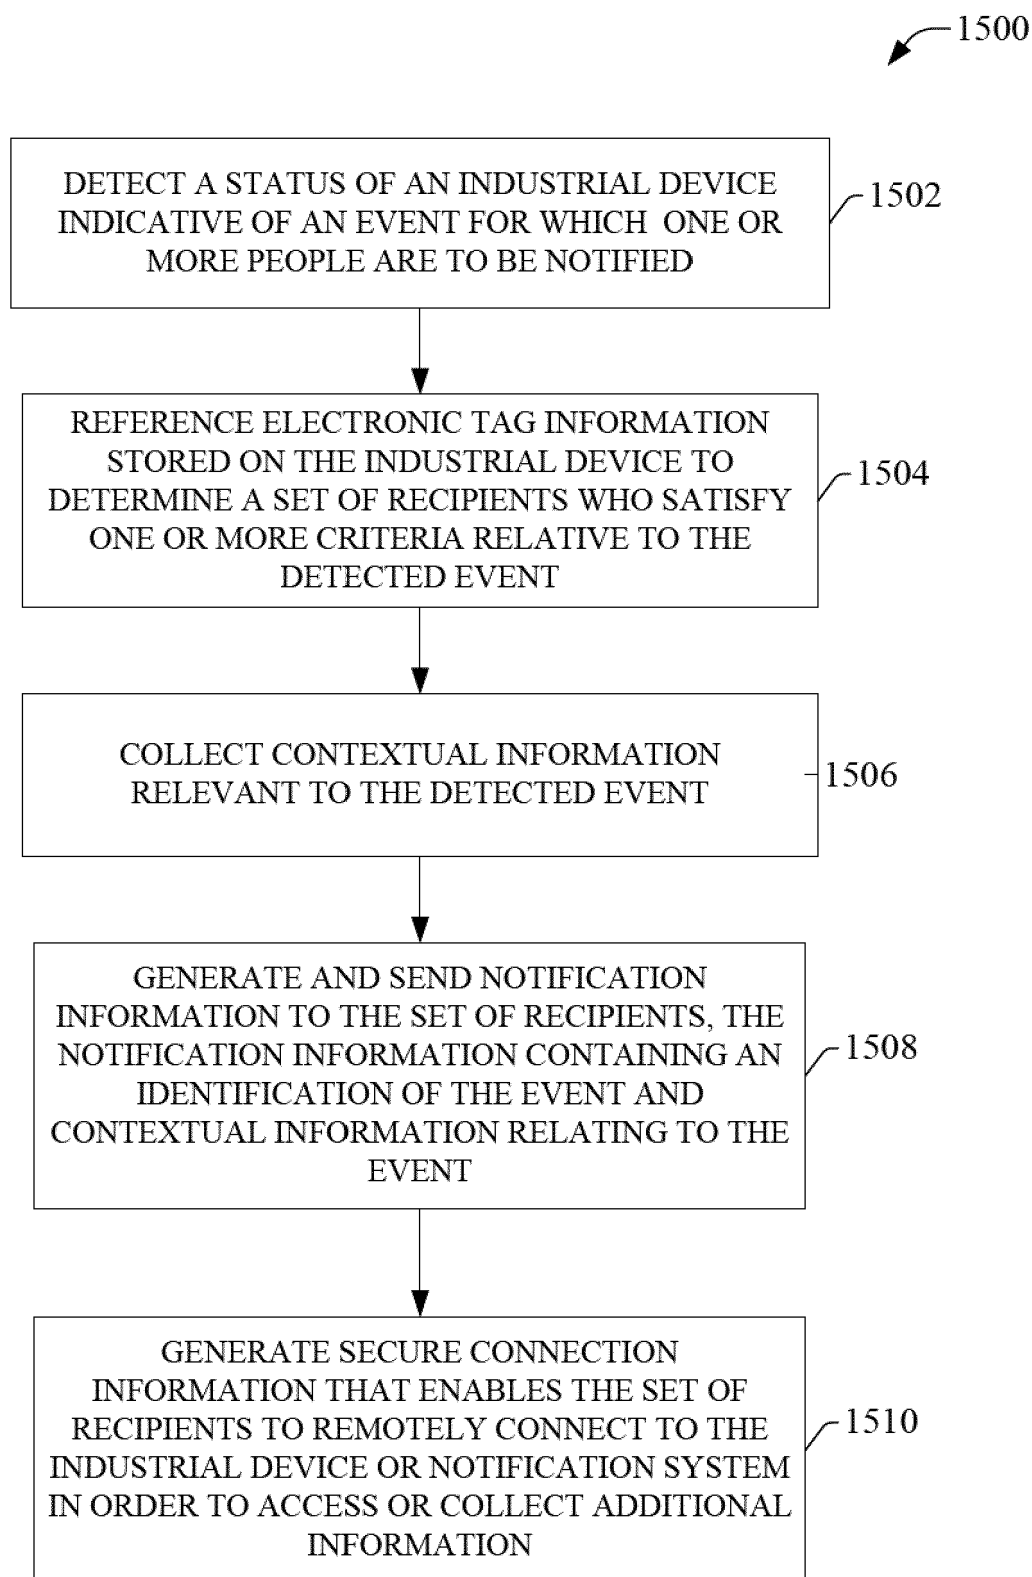 1500
DETECT A STATUS OF AN INDUSTRIAL DEVICE
INDICATIVE OF AN EVENT FOR WHICH ONE OR
MORE PEOPLE ARE TO BE NOTIFIED
1502
REFERENCE ELECTRONIC TAG INFORMATION
STORED ON THE INDUSTRIAL DEVICE TO
DETERMINE A SET OF RECIPIENTS WHO SATISFY
ONE OR MORE CRITERIA RELATIVE TO THE
DETECTED EVENT
1504
COLLECT CONTEXTUAL INFORMATION
RELEVANT TO THE DETECTED EVENT
1506
GENERATE AND SEND NOTIFICATION
INFORMATION TO THE SET OF RECIPIENTS, THE
NOTIFICATION INFORMATION CONTAINING AN
IDENTIFICATION OF THE EVENT AND
CONTEXTUAL INFORMATION RELATING TO THE
EVENT
1508
GENERATE SECURE CONNECTION
INFORMATION THAT ENABLES THE SET OF
RECIPIENTS TO REMOTELY CONNECT TO THE
INDUSTRIAL DEVICE OR NOTIFICATION SYSTEM
IN ORDER TO ACCESS OR COLLECT ADDITIONAL
INFORMATION
1510